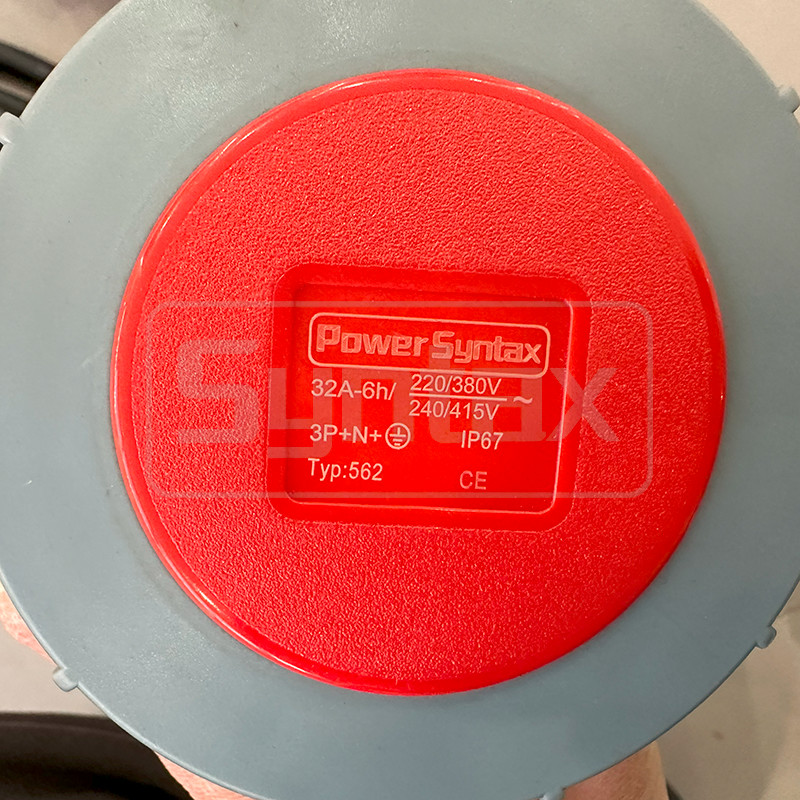 Power Syntax
32A-6h/ 220/380V ~
240/415V
3P+N+⏚ IP67
Typ:562 CE
Syntax